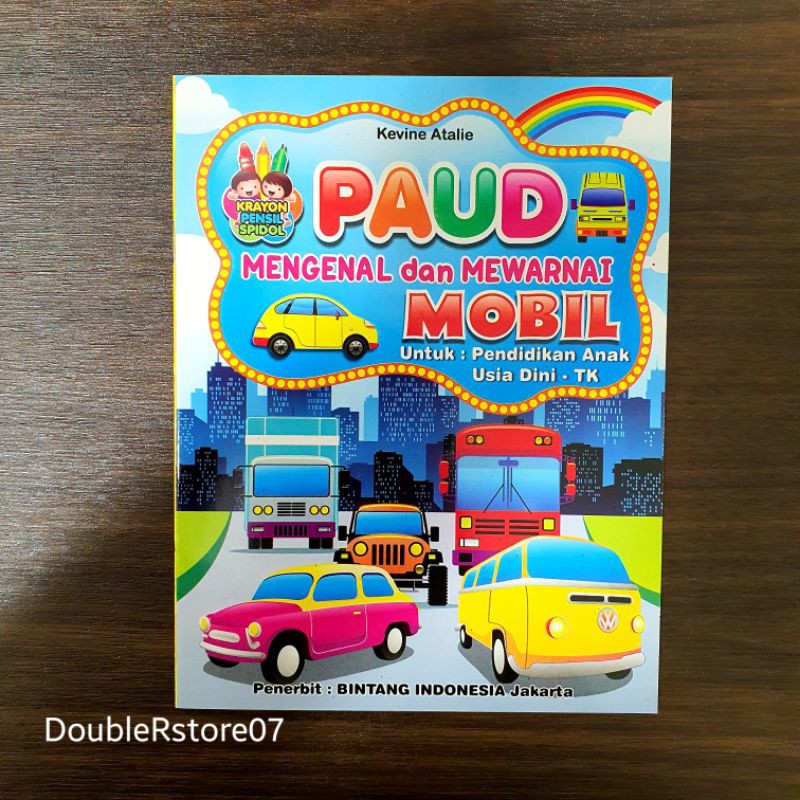 Kevine Atalie
KRAYON
PENSIL
SPIDOL
PAUD
MENGENAL dan MEWARNAI
MOBIL
Untuk : Pendidikan Anak
Usia Dini - TK
VW
Penerbit : BINTANG INDONESIA Jakarta
DoubleRstore07